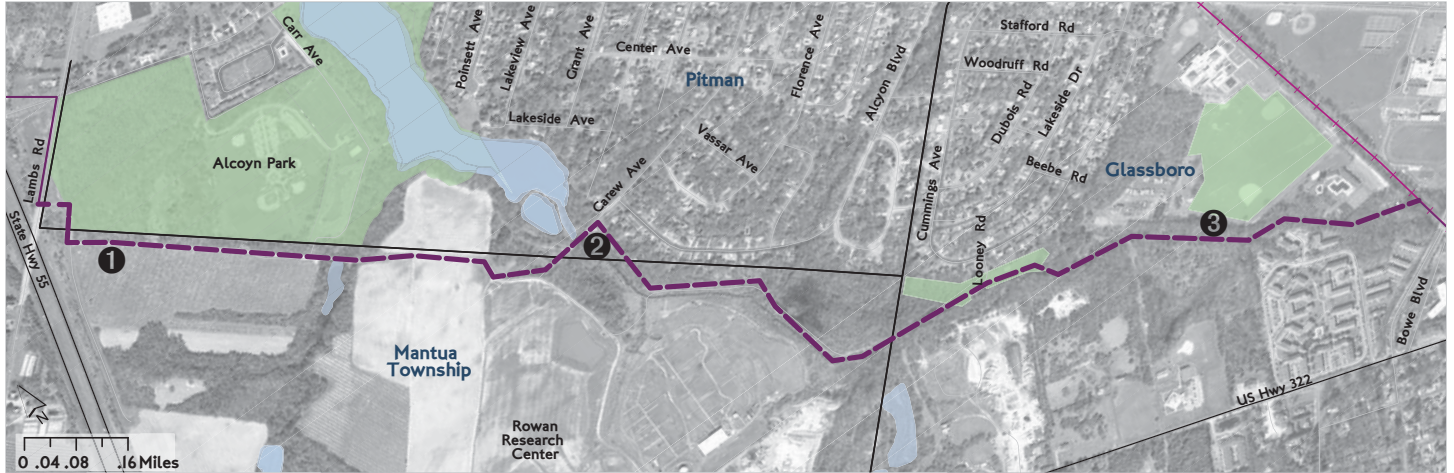 Carr Ave
Poinsett Ave
Lakeview Ave
Grant Ave
Center Ave
Florence Ave
Alcyon Blvd
Stafford Rd
Woodruff Rd
Dubois Rd
Lakeside Dr
Pitman
Lakeside Ave
Vassar Ave
Beebe Rd
Glassboro
Lambs Rd
Alcoyn Park
Carew Ave
Cummings Ave
Looney Rd
State Hwy 55
1
2
3
Mantua
Township
Bowe Blvd
US Hwy 322
Rowan
Research
Center
N
0 .04 .08 .16 Miles